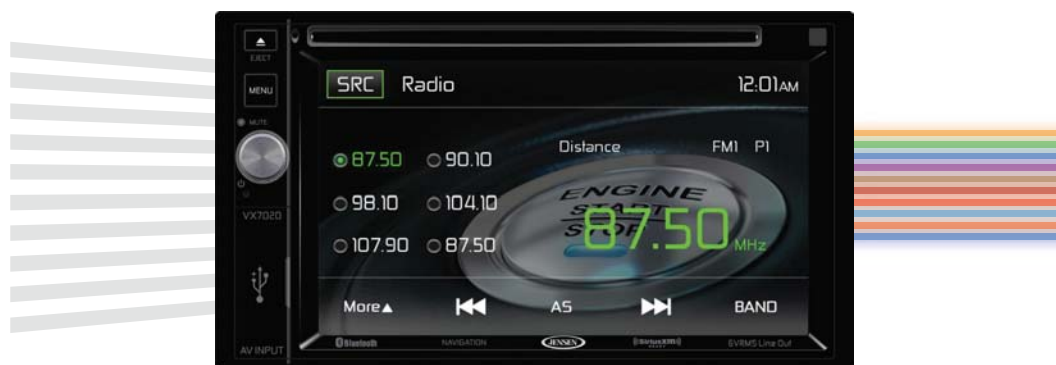 EJECT
MENU
MUTE
VX7020
AV INPUT
SRC Radio 12:01AM
Distance FM1 P1
87.50 90.10
98.10 104.10
107.90 87.50
ENGINE
START
STOP
87.50 MHz
More▲ AS BAND
Bluetooth NAVIGATION JENSEN SiriusXM READY 6VRMS Line Out